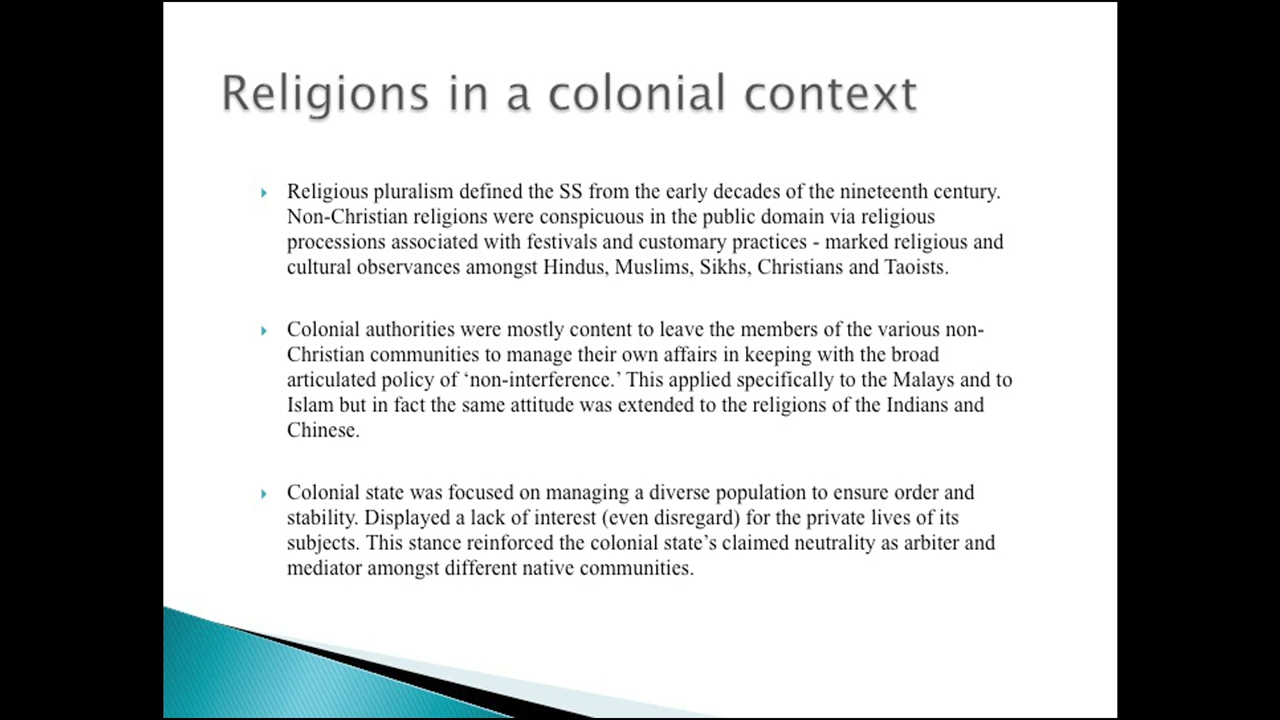 Religions in a colonial context
Religious pluralism defined the SS from the early decades of the nineteenth century.
Non-Christian religions were conspicuous in the public domain via religious
processions associated with festivals and customary practices - marked religious and
cultural observances amongst Hindus, Muslims, Sikhs, Christians and Taoists.
Colonial authorities were mostly content to leave the members of the various non-
Christian communities to manage their own affairs in keeping with the broad
articulated policy of ‘non-interference.’ This applied specifically to the Malays and to
Islam but in fact the same attitude was extended to the religions of the Indians and
Chinese.
Colonial state was focused on managing a diverse population to ensure order and
stability. Displayed a lack of interest (even disregard) for the private lives of its
subjects. This stance reinforced the colonial state’s claimed neutrality as arbiter and
mediator amongst different native communities.